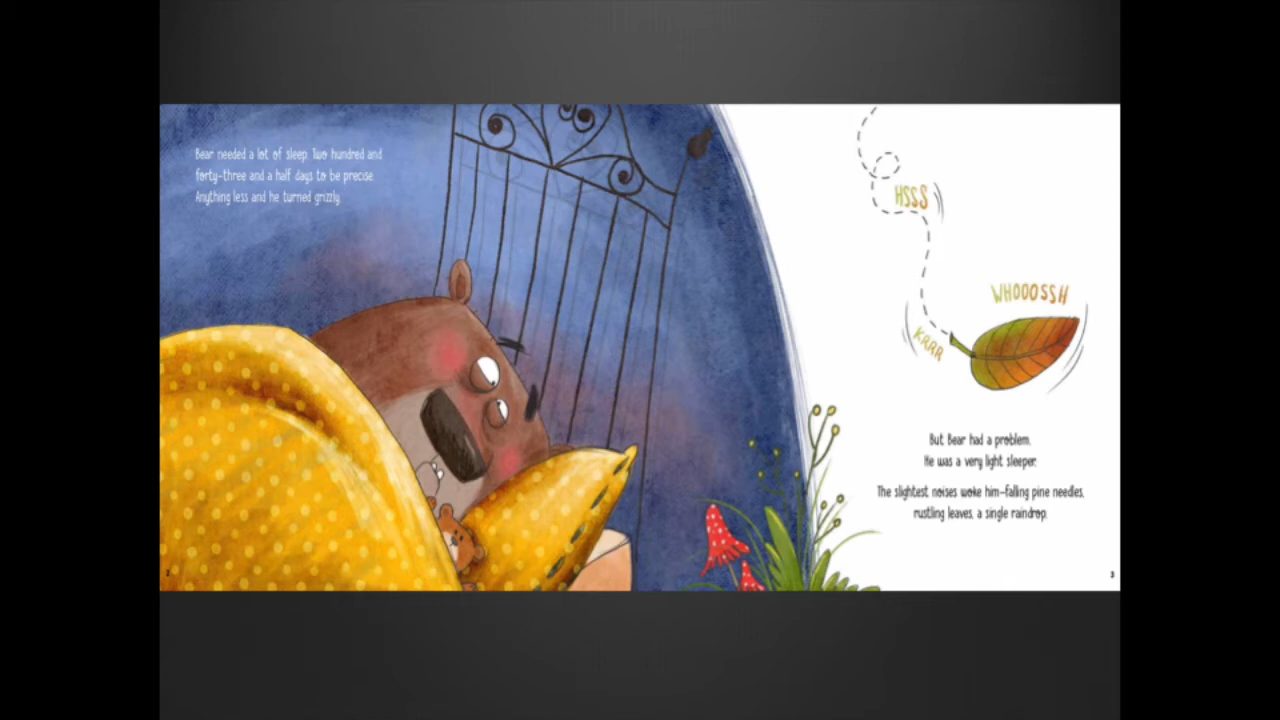 Bear needed a lot of sleep. Two hundred and
forty-three and a half days to be precise.
Anything less and he turned grizzly.
HSSS
WHOOOSSH
KRRR
But Bear had a problem.
He was a very light sleeper.
The slightest noises woke him–falling pine needles,
rustling leaves, a single raindrop.
3